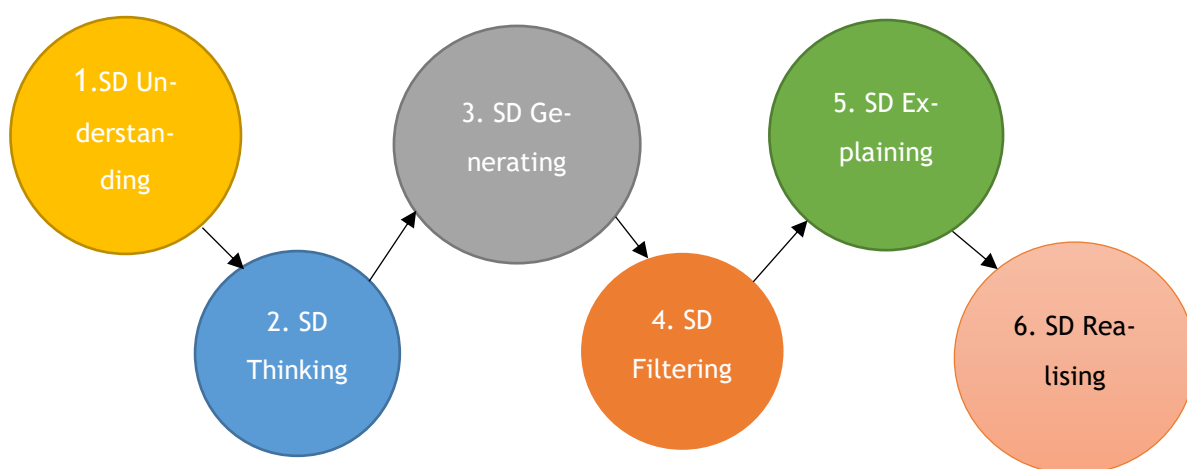 1.SD Un-
derstan-
ding
2. SD
Thinking
3. SD Ge-
nerating
4. SD
Filtering
5. SD Ex-
plaining
6. SD Rea-
lising